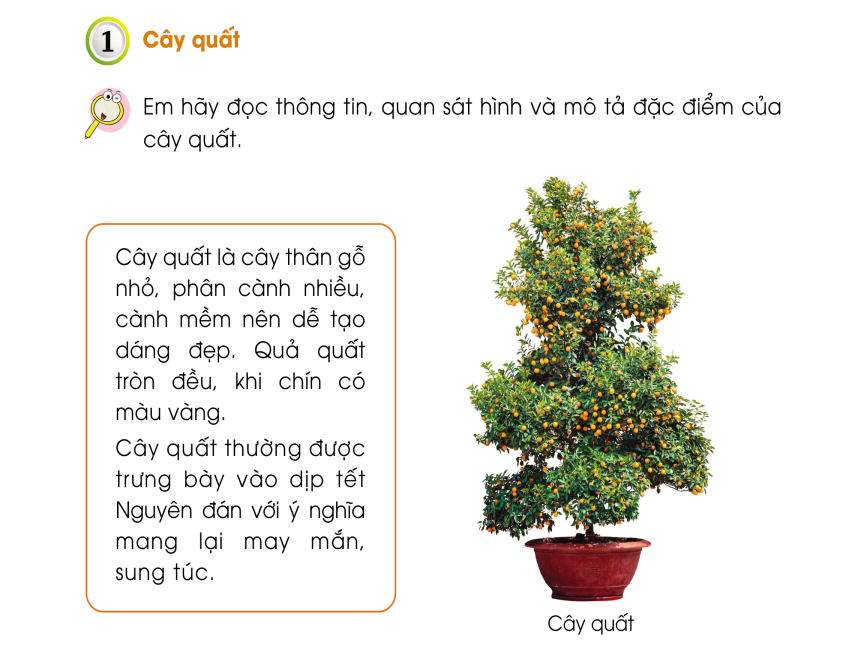 1 Cây quất
Em hãy đọc thông tin, quan sát hình và mô tả đặc điểm của
cây quất.
Cây quất là cây thân gỗ
nhỏ, phân cành nhiều,
cành mềm nên dễ tạo
dáng đẹp. Quả quất
tròn đều, khi chín có
màu vàng.
Cây quất thường được
trưng bày vào dịp tết
Nguyên đán với ý nghĩa
mang lại may mắn,
sung túc.
Cây quất